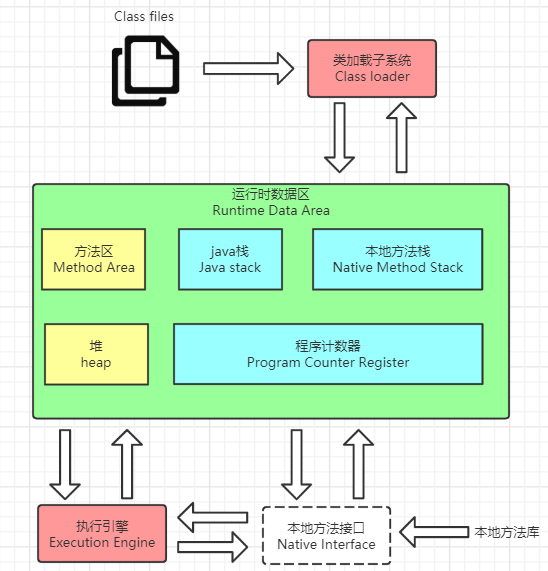 Class files
类加载子系统
Class loader
运行时数据区
Runtime Data Area
方法区
Method Area
java栈
Java stack
本地方法栈
Native Method Stack
堆
heap
程序计数器
Program Counter Register
执行引擎
Execution Engine
本地方法接口
Native Interface
本地方法库